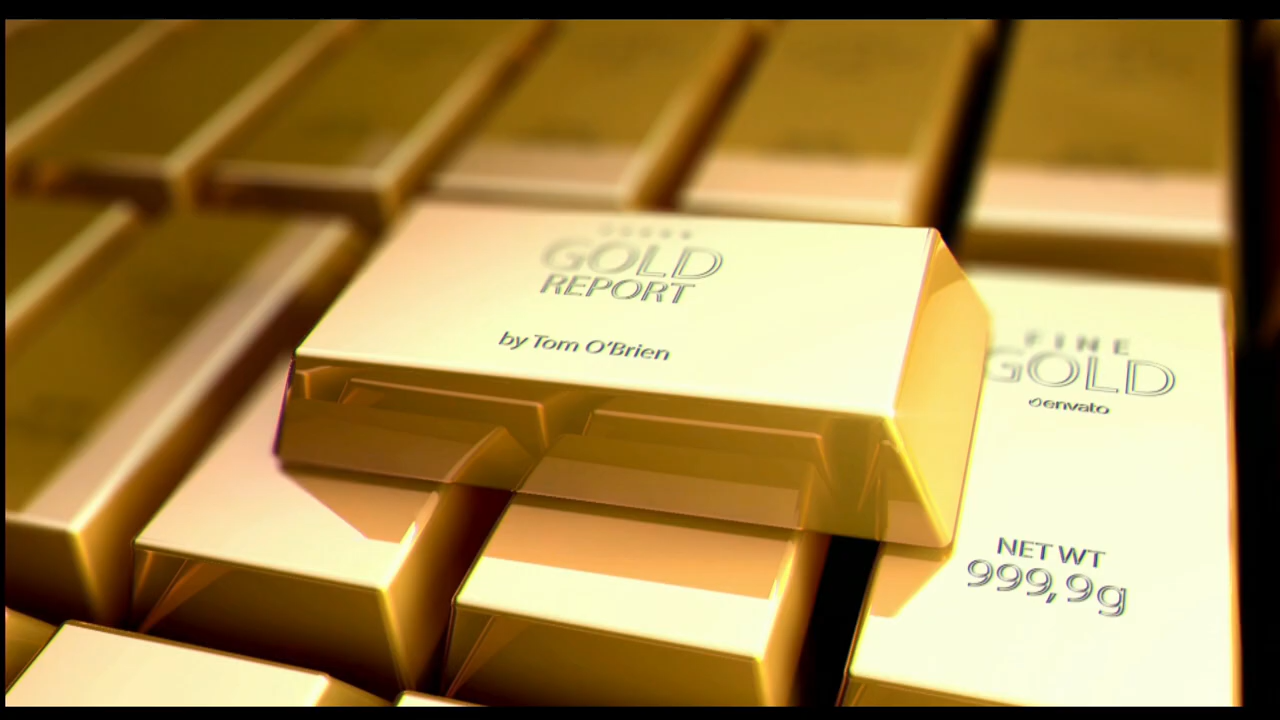 GOLD
REPORT
by Tom O'Brien
FINE
GOLD
envato
NET WT
999,9g